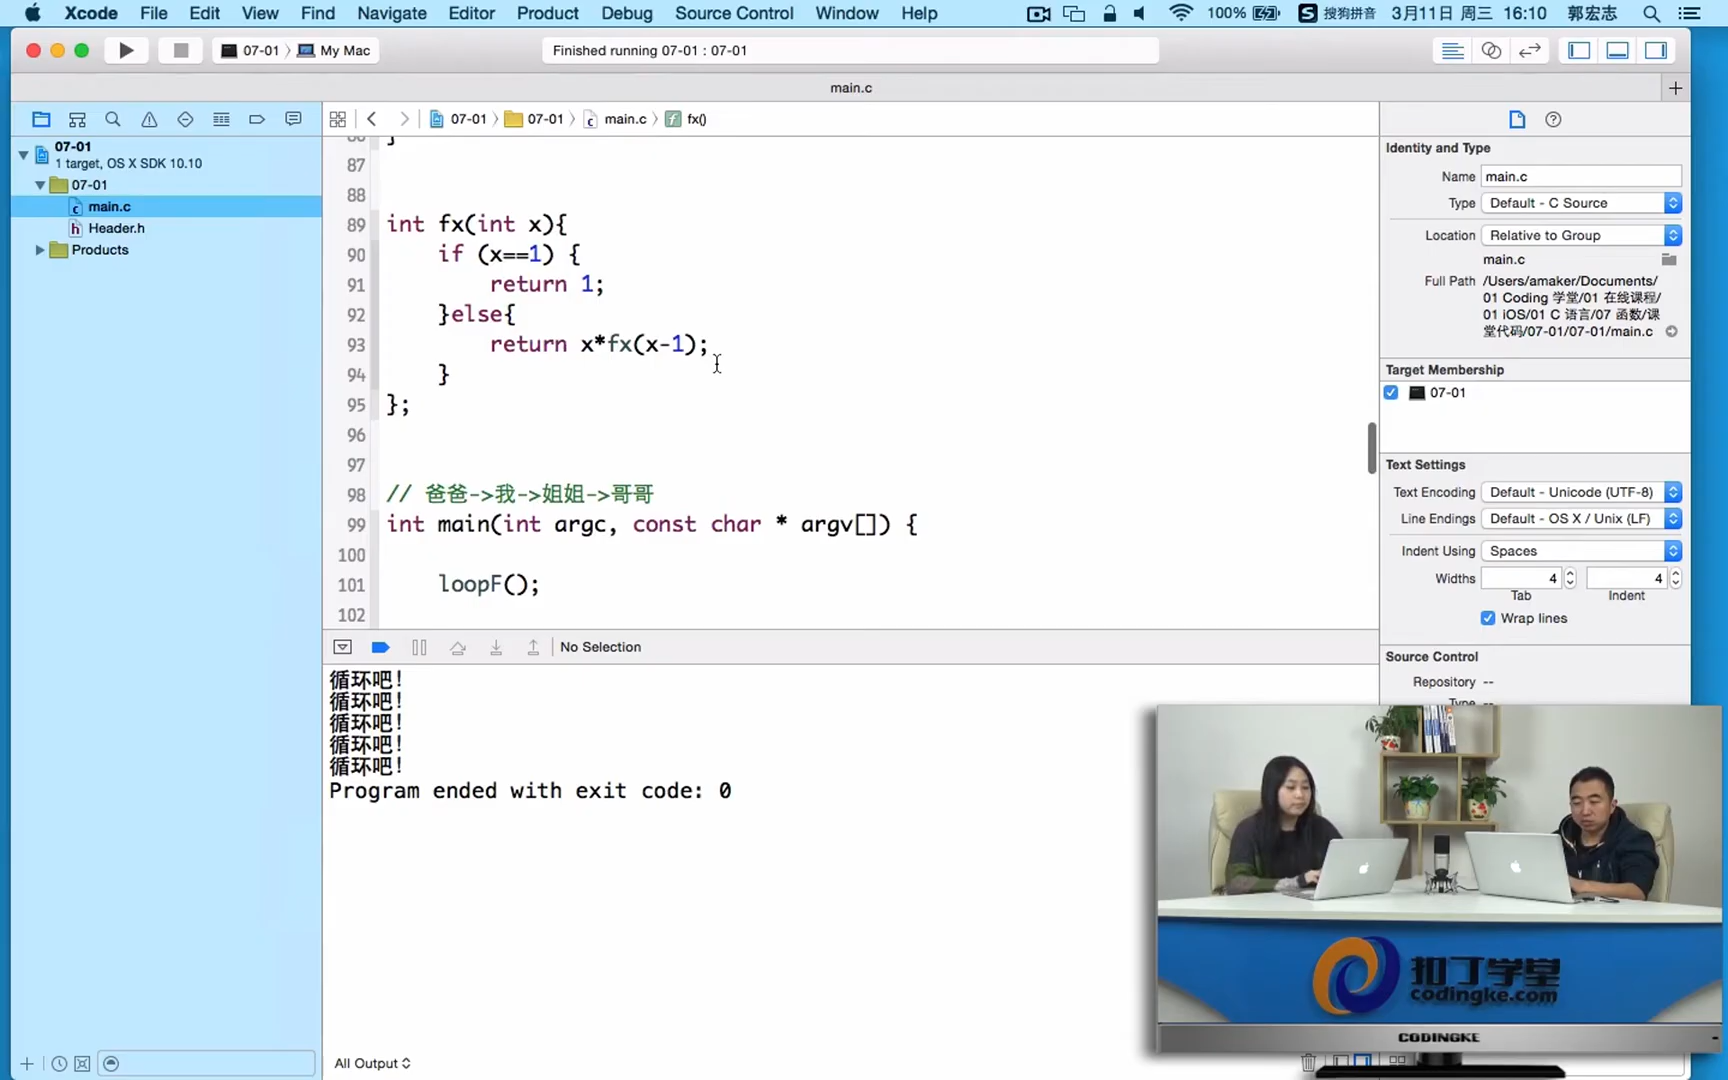 Xcode File Edit View Find Navigate Editor Product Debug Source Control Window Help 100% S 搜狗拼音 3月11日 周三 16:10 郭宏志
07-01 My Mac
Finished running 07-01 : 07-01
main.c
07-01 07-01 main.c fx()
07-01
1 target, OS X SDK 10.10
07-01
main.c
Header.h
Products
87
88
89 int fx(int x){
90 if (x==1) {
91 return 1;
92 }else{
93 return x*fx(x-1);
94 }
95 };
96
97
98 // 爸爸->我->姐姐->哥哥
99 int main(int argc, const char * argv[]) {
100
101 loopF();
102
No Selection
循环吧!
循环吧!
循环吧!
循环吧!
循环吧!
Program ended with exit code: 0
All Output
Identity and Type
Name main.c
Type Default - C Source
Location Relative to Group
main.c
Full Path /Users/amaker/Documents/
01 Coding 学堂/01 在线课程/
01 iOS/01 C 语言/07 函数/课
堂代码/07-01/07-01/main.c
Target Membership
07-01
Text Settings
Text Encoding Default - Unicode (UTF-8)
Line Endings Default - OS X / Unix (LF)
Indent Using Spaces
Widths 4 4
Tab Indent
Wrap lines
Source Control
Repository --
扣丁学堂
codingke.com
CODINGKE